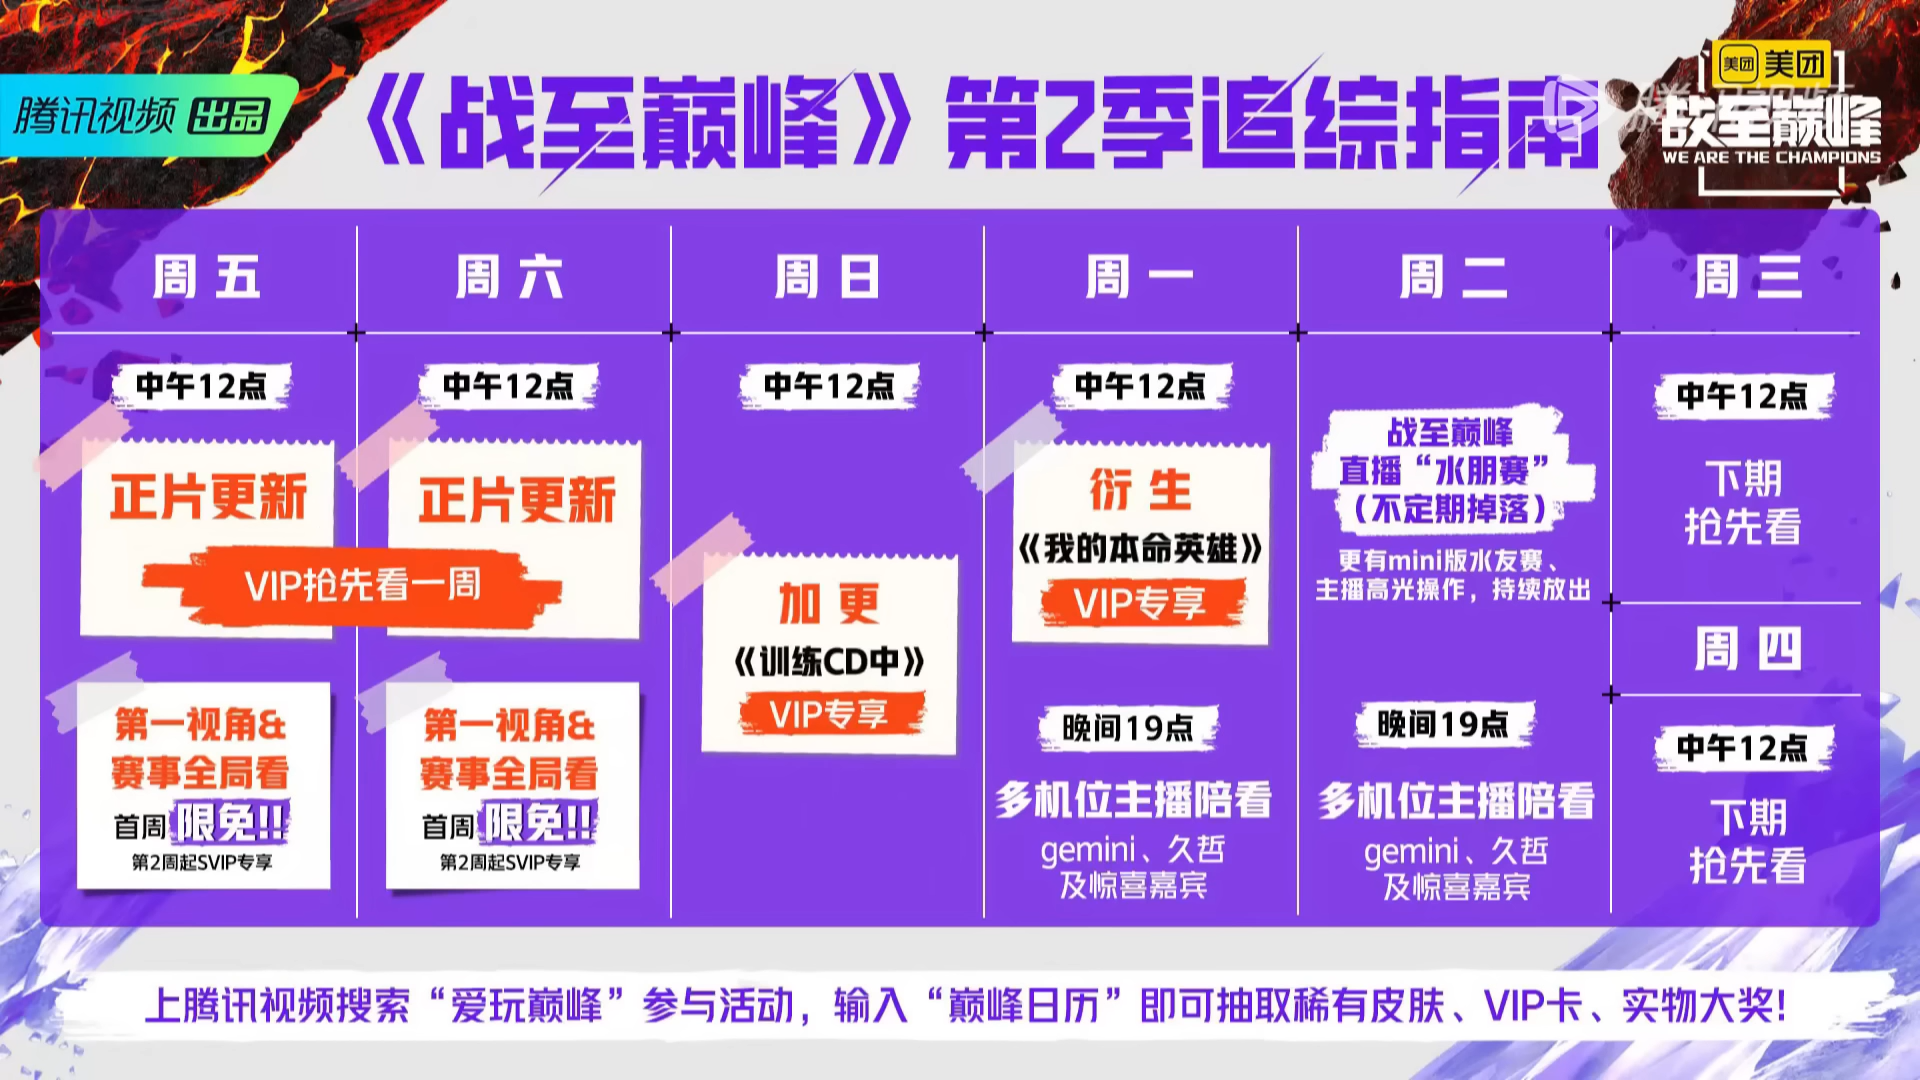 腾讯视频 出品
《战至巅峰》第2季追综指南
美团 美团
战至巅峰
WE ARE THE CHAMPIONS
周五
中午12点
正片更新
周六
中午12点
正片更新
VIP抢先看一周
第一视角&
赛事全局看
首周限免!!
第2周起SVIP专享
第一视角&
赛事全局看
首周限免!!
第2周起SVIP专享
周日
中午12点
加更
《训练CD中》
VIP专享
周一
中午12点
衍生
《我的本命英雄》
VIP专享
晚间19点
多机位主播陪看
gemini、久哲
及惊喜嘉宾
周二
战至巅峰
直播“水朋赛”
（不定期掉落）
更有mini版水友赛、
主播高光操作，持续放出
晚间19点
多机位主播陪看
gemini、久哲
及惊喜嘉宾
周三
中午12点
下期
抢先看
周四
中午12点
下期
抢先看
上腾讯视频搜索“爱玩巅峰”参与活动，输入“巅峰日历”即可抽取稀有皮肤、VIP卡、实物大奖!